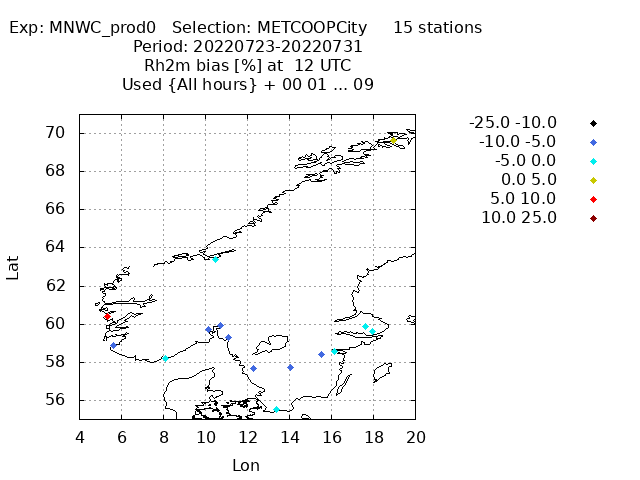 Exp: MNWC_prod0   Selection: METCOOPCity     15 stations
Period: 20220723-20220731
Rh2m bias [%] at  12 UTC
Used {All hours} + 00 01 ... 09
-25.0 -10.0
-10.0 -5.0
-5.0 0.0
0.0 5.0
5.0 10.0
10.0 25.0
Lat
70
68
66
64
62
60
58
56
4 6 8 10 12 14 16 18 20
Lon